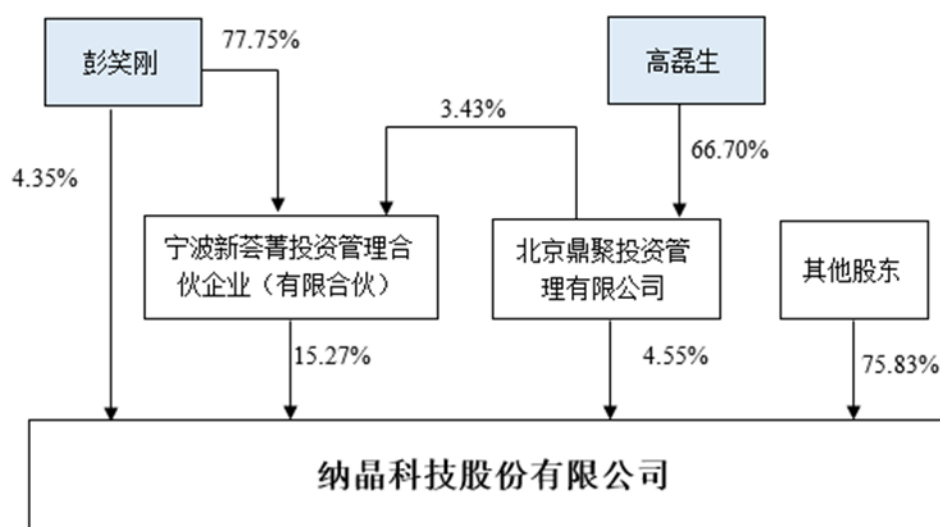 彭笑刚
77.75%
高磊生
3.43%
66.70%
4.35%
宁波新荟菁投资管理合
伙企业（有限合伙）
北京鼎聚投资管
理有限公司
其他股东
15.27%
4.55%
75.83%
纳晶科技股份有限公司